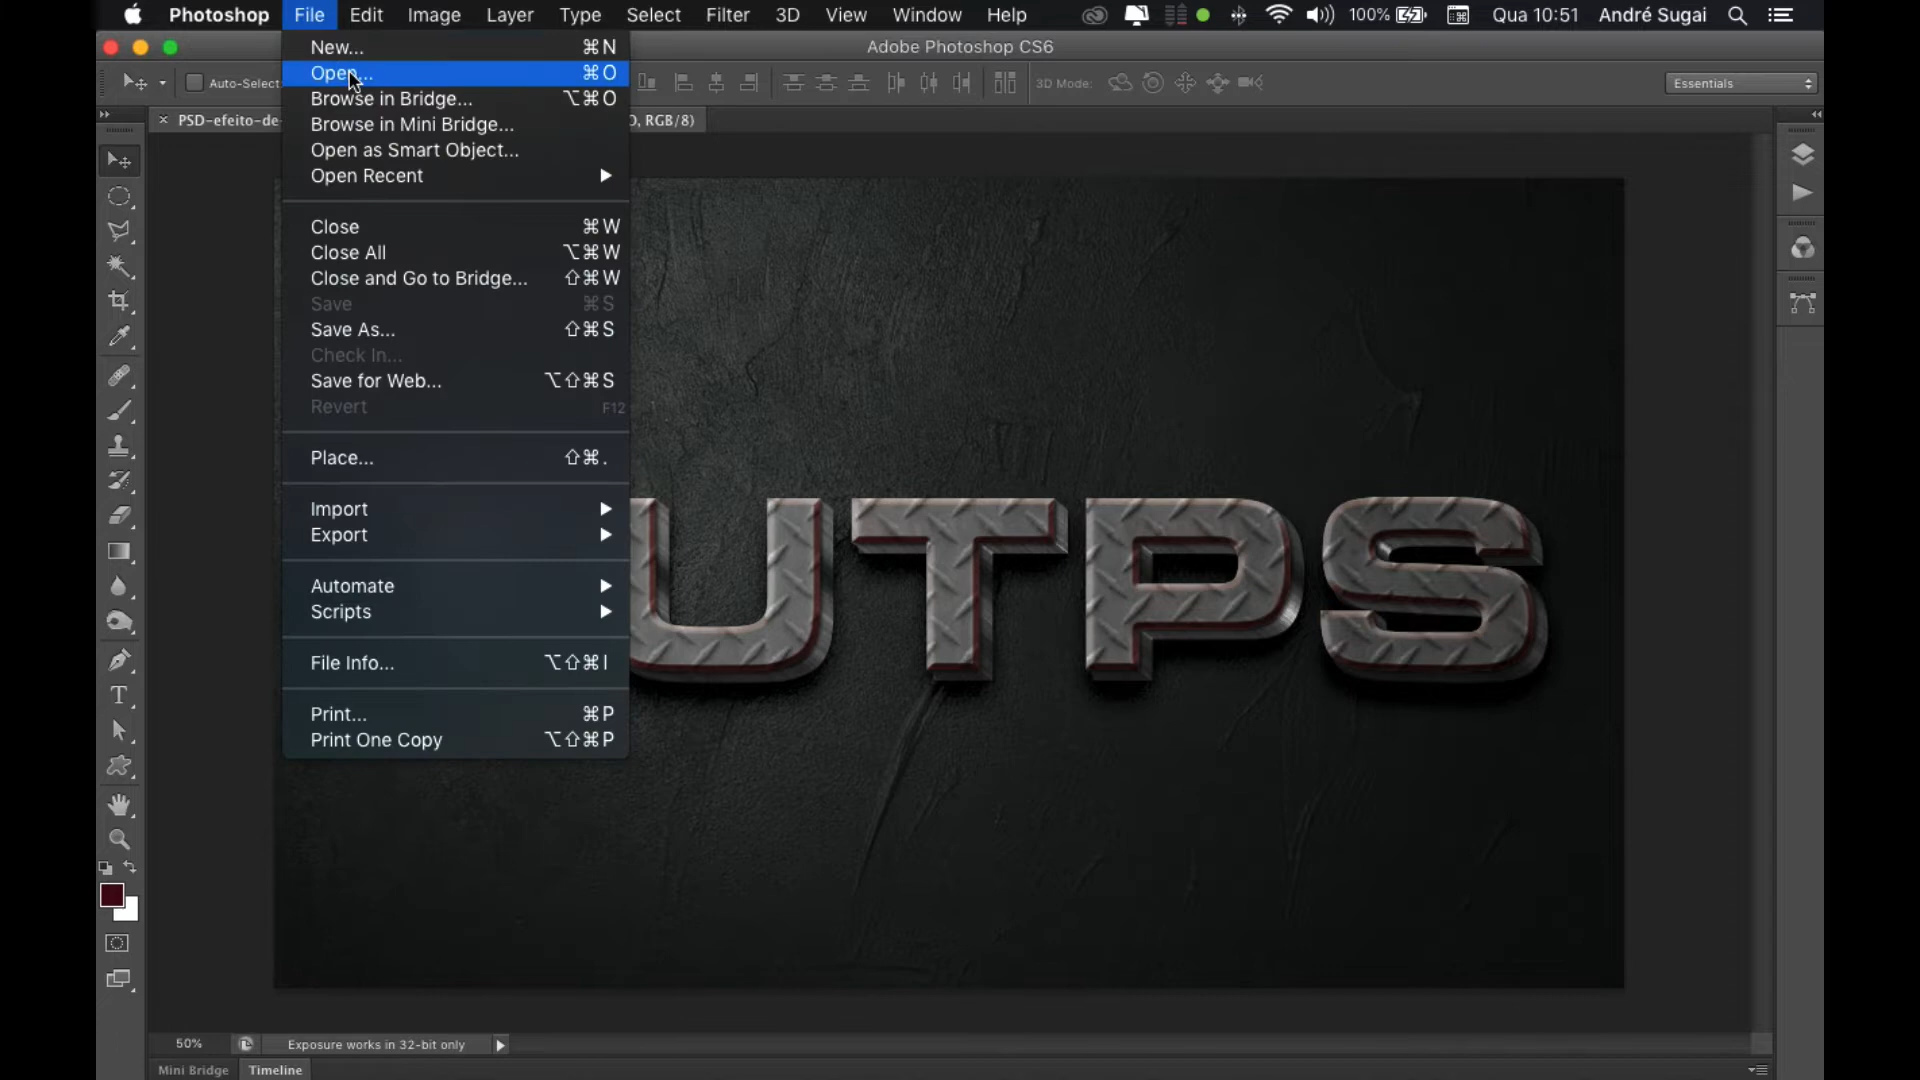 Photoshop File Edit Image Layer Type Select Filter 3D View Window Help 100% Qua 10:51 André Sugai
Adobe Photoshop CS6
Auto-Select: 3D Mode: Essentials
PSD-efeito-de- 0, RGB/8)
New... ⌘N
Open... ⌘O
Browse in Bridge... ⌥⌘O
Browse in Mini Bridge...
Open as Smart Object...
Open Recent
Close ⌘W
Close All ⌥⌘W
Close and Go to Bridge... ⇧⌘W
Save ⌘S
Save As... ⇧⌘S
Check In...
Save for Web... ⌥⇧⌘S
Revert F12
Place... ⇧⌘.
Import
Export
Automate
Scripts
File Info... ⌥⇧⌘I
Print... ⌘P
Print One Copy ⌥⇧⌘P
UTPS
50% Exposure works in 32-bit only
Mini Bridge Timeline